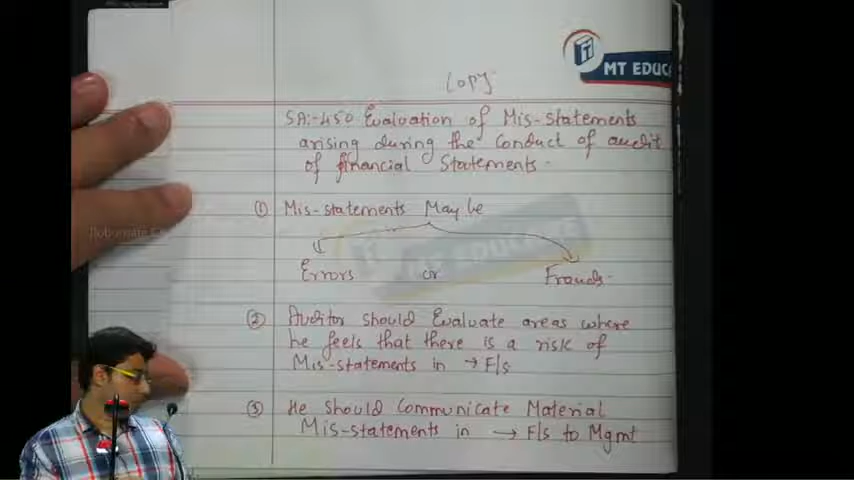 MT EDUC
COPY
SA:-450 Evaluation of Mis-statements
arising during the Conduct of audit
of financial Statements.
① Mis-statements May be
Errors or Frauds.
② Auditor should Evaluate areas where
he feels that there is a risk of
Mis-statements in → F/s
③ He should Communicate Material
Mis-statements in → F/s to Mgmt